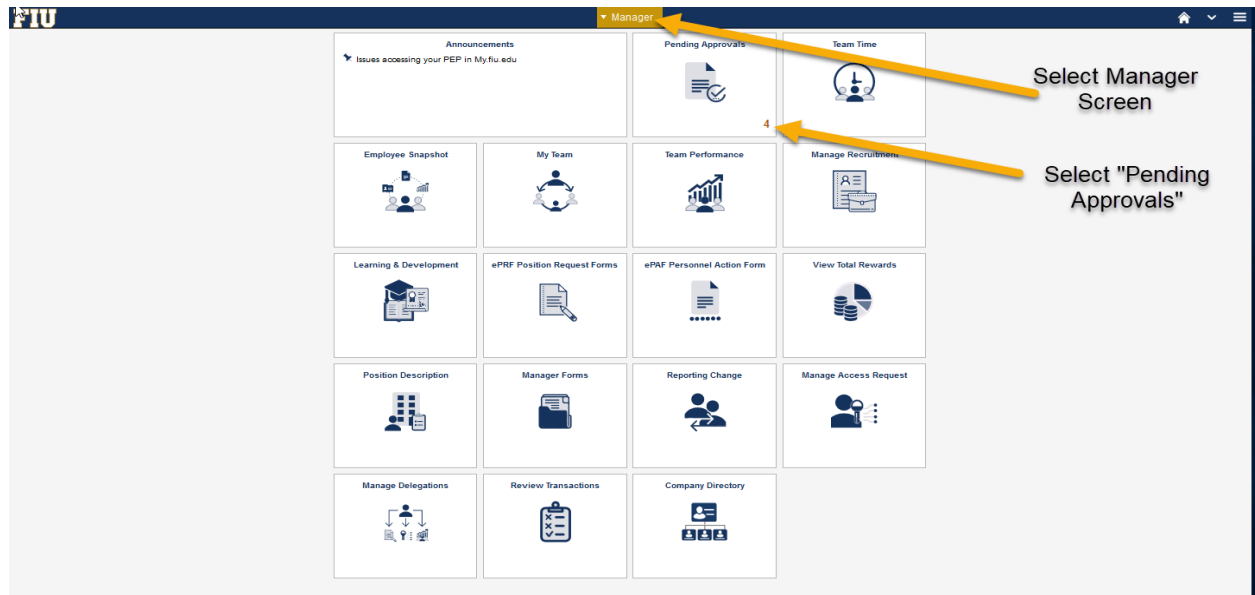 FIU
Manager
Announcements
Issues accessing your PEP in My.fiu.edu
Pending Approvals
4
Team Time
Select Manager
Screen
Employee Snapshot
My Team
Team Performance
Manage Recruitment
Select "Pending
Approvals"
Learning & Development
ePRF Position Request Forms
ePAF Personnel Action Form
View Total Rewards
Position Description
Manager Forms
Reporting Change
Manage Access Request
Manage Delegations
Review Transactions
Company Directory